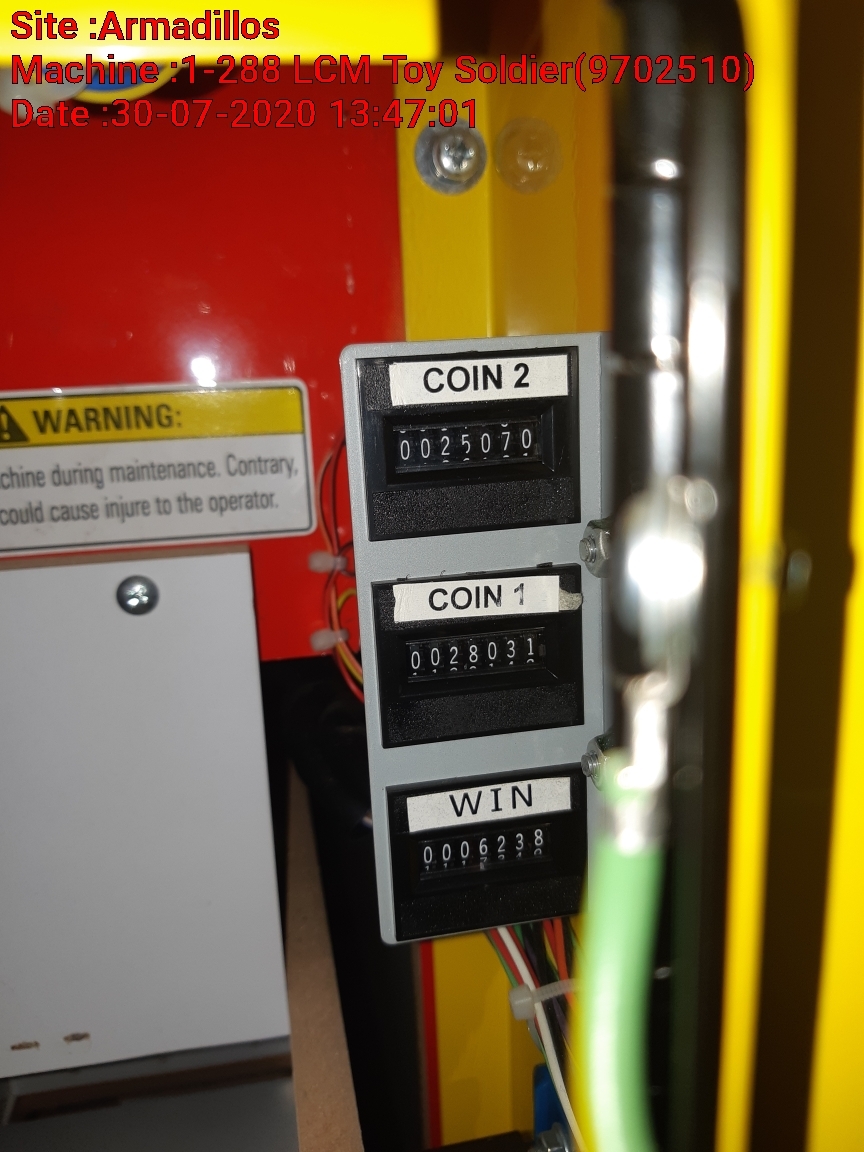 Site :Armadillos
Machine :1-288 LCM Toy Soldier(9702510)
Date :30-07-2020 13:47:01
COIN 2
0025070
WARNING:
chine during maintenance. Contrary,
could cause injure to the operator.
COIN 1
0028031
WIN
0006238